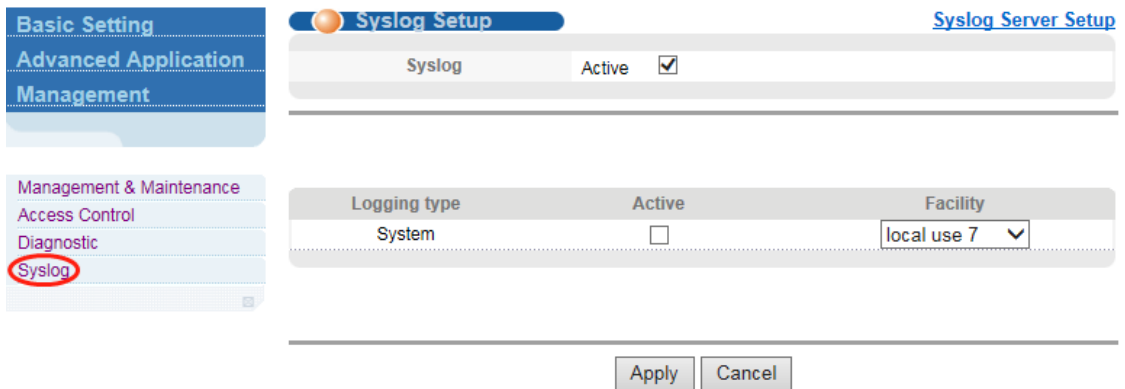 Basic Setting
Advanced Application
Management
Management & Maintenance
Access Control
Diagnostic
Syslog
Syslog Setup
Syslog Server Setup
Syslog Active
Logging type Active Facility
System local use 7
Apply Cancel